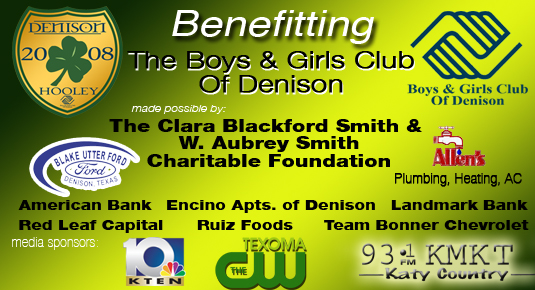 DENISON
2008
HOOLEY
Benefitting
The Boys & Girls Club
Of Denison
Boys & Girls Club
Of Denison
made possible by:
The Clara Blackford Smith &
W. Aubrey Smith
Charitable Foundation
BLAKE UTTER FORD
Ford
DENISON, TEXAS
Allen's
Plumbing, Heating, AC
American Bank Encino Apts. of Denison Landmark Bank
Red Leaf Capital Ruiz Foods Team Bonner Chevrolet
media sponsors:
10
NBC
KTEN
TEXOMA
THE CW
93.1 FM KMKT
Katy Country